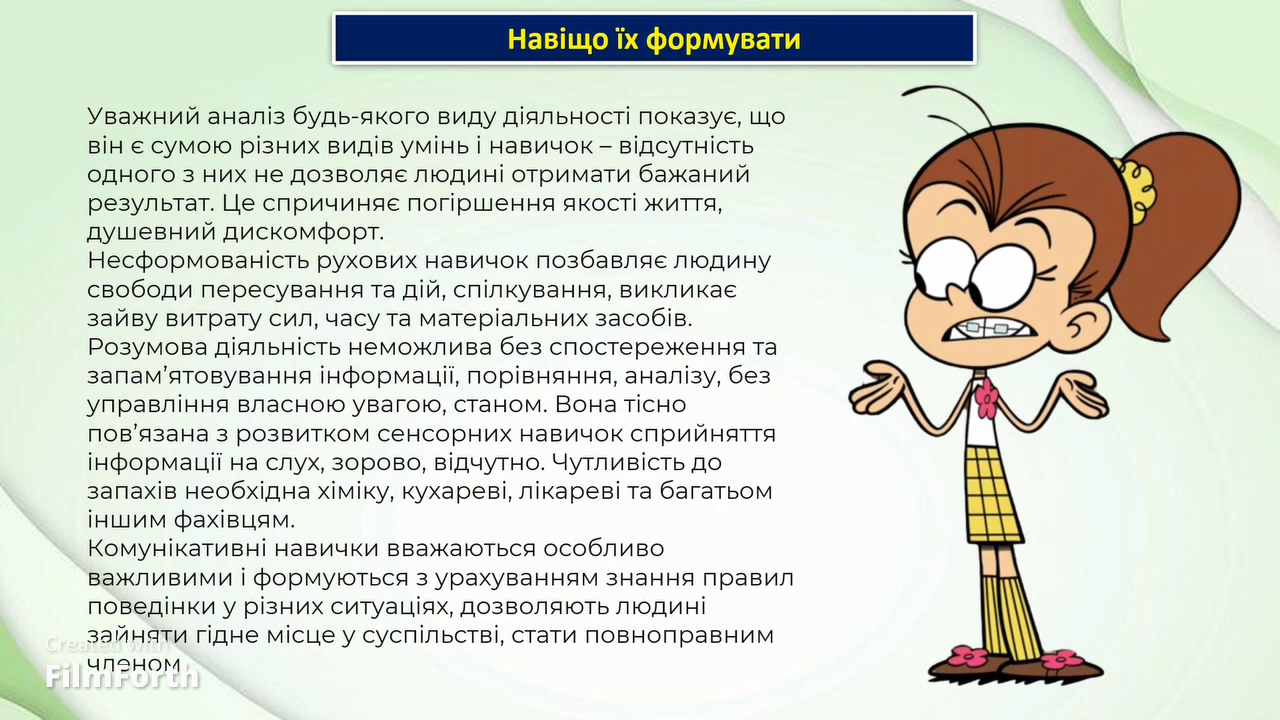 Навіщо їх формувати
Уважний аналіз будь-якого виду діяльності показує, що
він є сумою різних видів умінь і навичок – відсутність
одного з них не дозволяє людині отримати бажаний
результат. Це спричиняє погіршення якості життя,
душевний дискомфорт.
Несформованість рухових навичок позбавляє людину
свободи пересування та дій, спілкування, викликає
зайву витрату сил, часу та матеріальних засобів.
Розумова діяльність неможлива без спостереження та
запам’ятовування інформації, порівняння, аналізу, без
управління власною увагою, станом. Вона тісно
пов’язана з розвитком сенсорних навичок сприйняття
інформації на слух, зорово, відчутно. Чутливість до
запахів необхідна хіміку, кухареві, лікареві та багатьом
іншим фахівцям.
Комунікативні навички вважаються особливо
важливими і формуються з урахуванням знання правил
поведінки у різних ситуаціях, дозволяють людині
зайняти гідне місце у суспільстві, стати повноправним
членом.
Created with
FilmForth